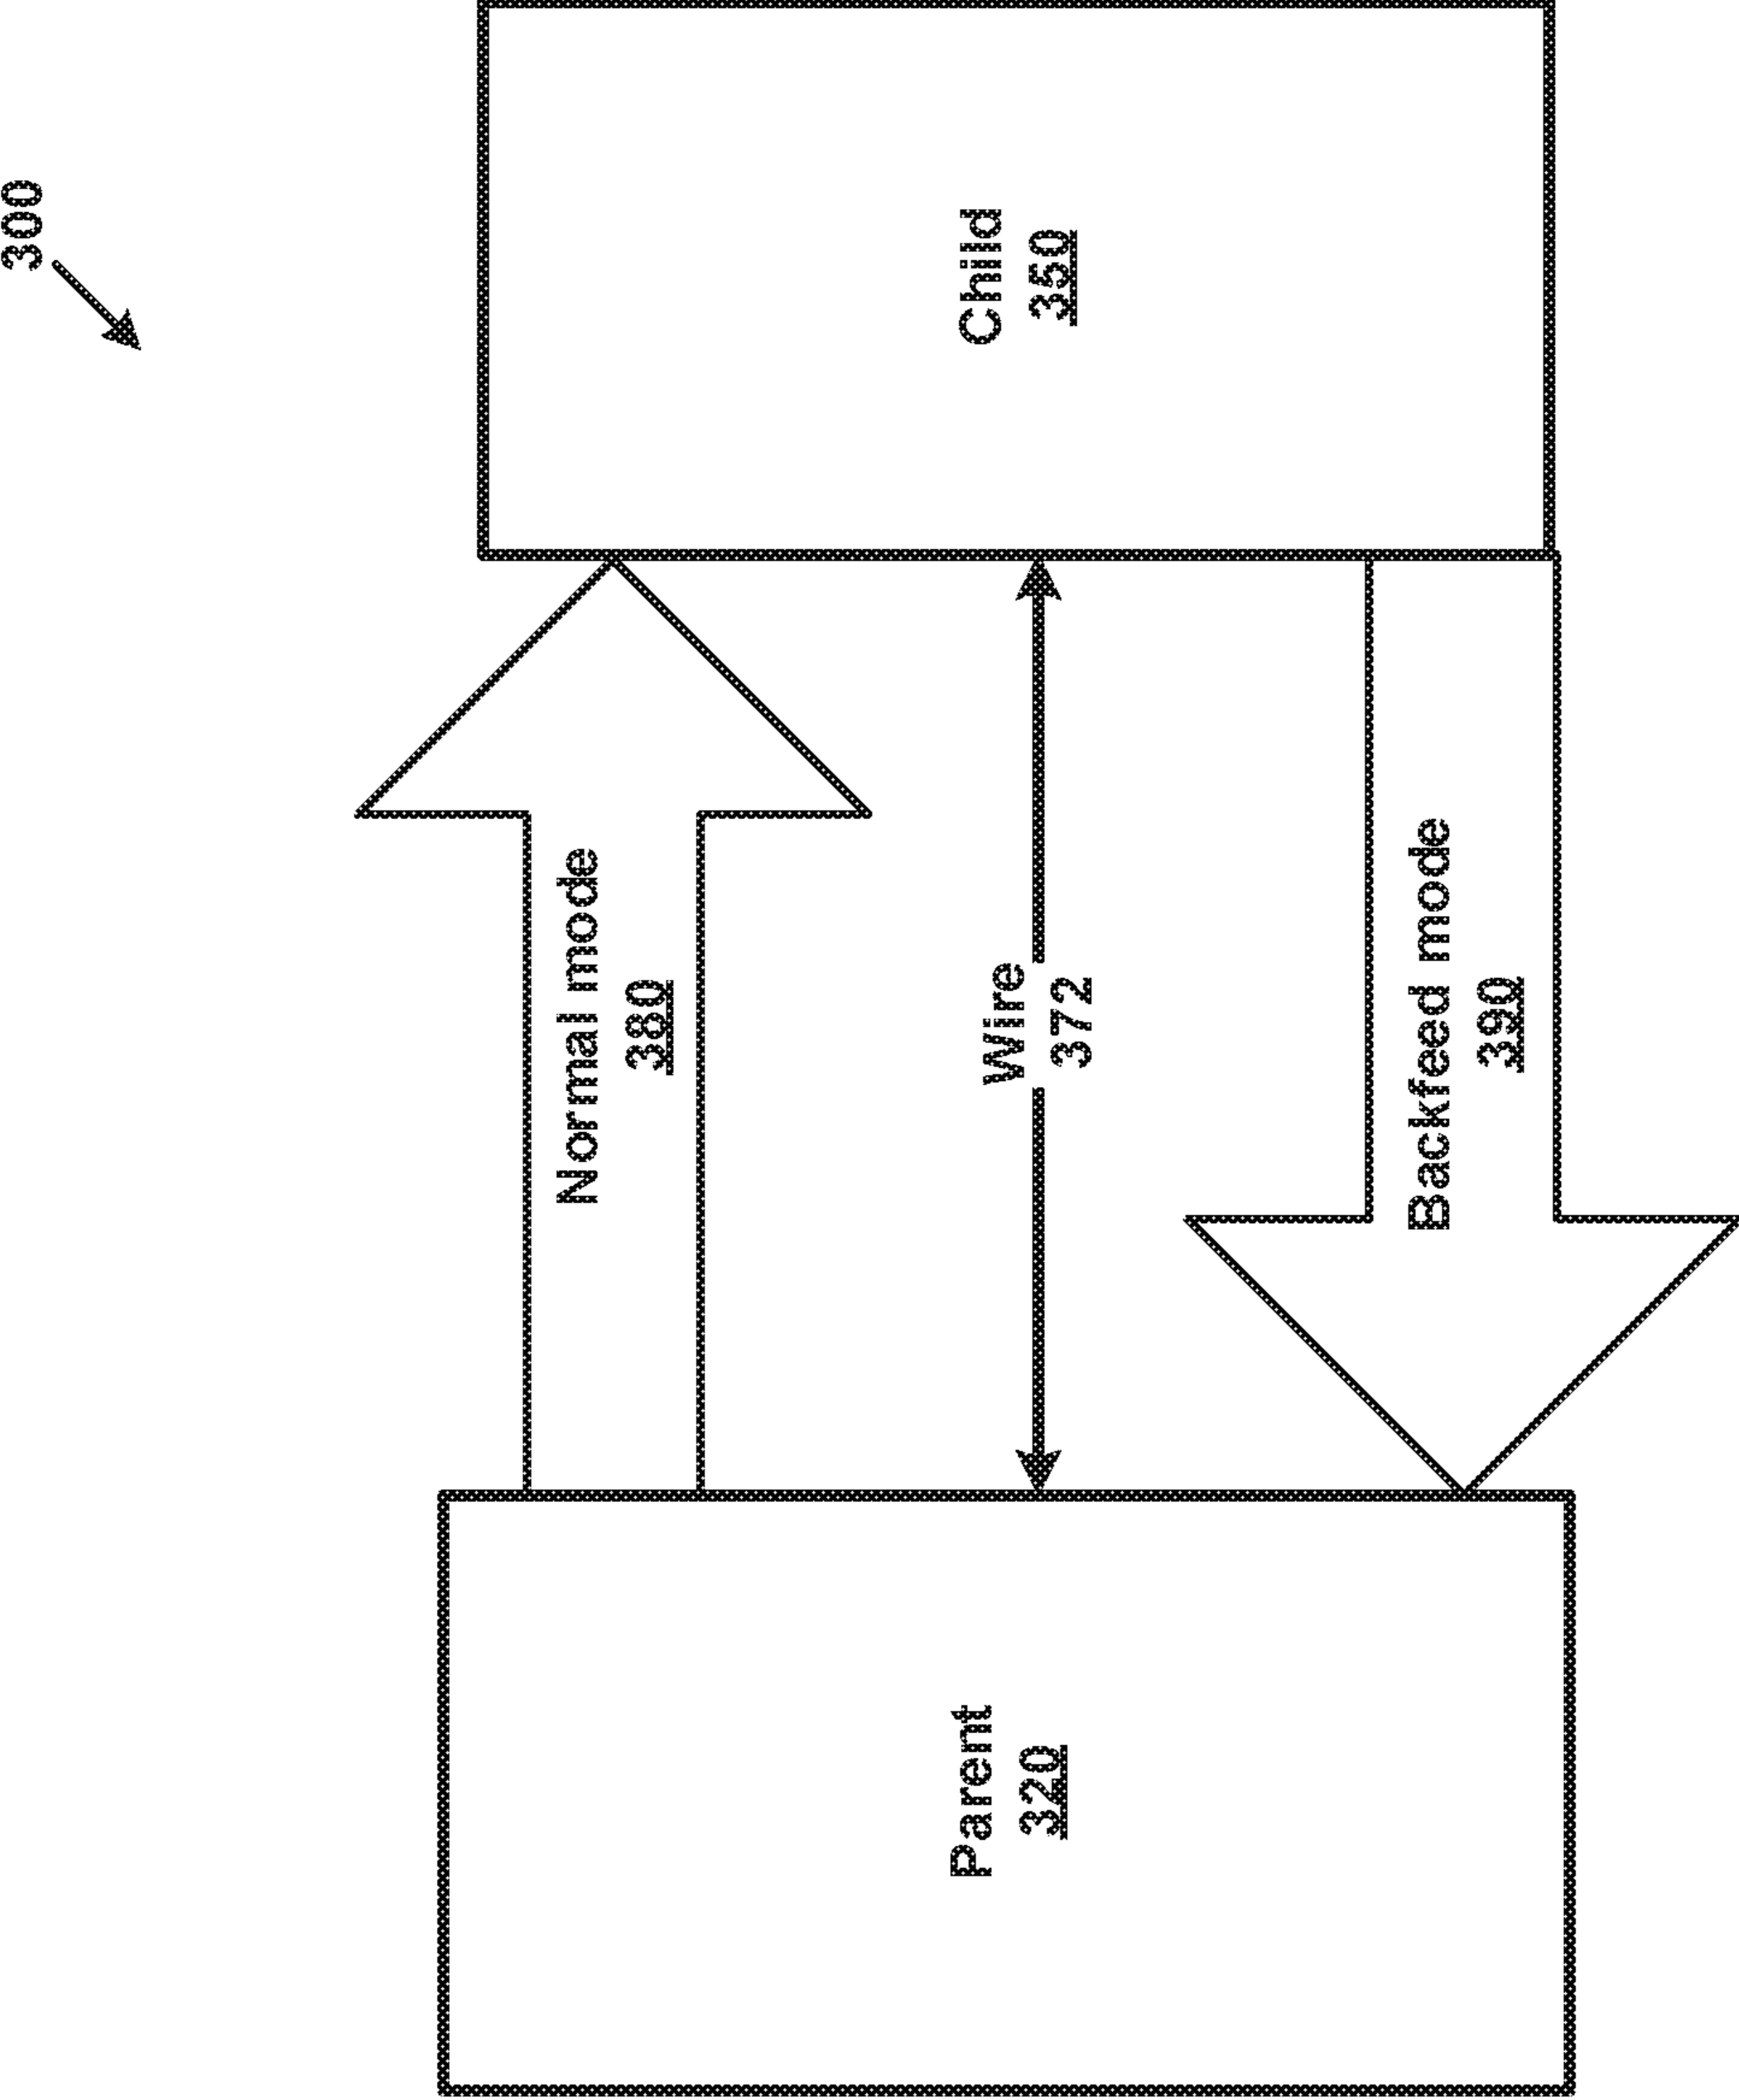 300
Parent
320
Normal mode
380
Wire
372
Backfeed mode
390
Child
350